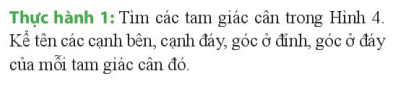 Thực hành 1: Tìm các tam giác cân trong Hình 4.
Kể tên các cạnh bên, cạnh đáy, góc ở đỉnh, góc ở đáy
của mỗi tam giác cân đó.